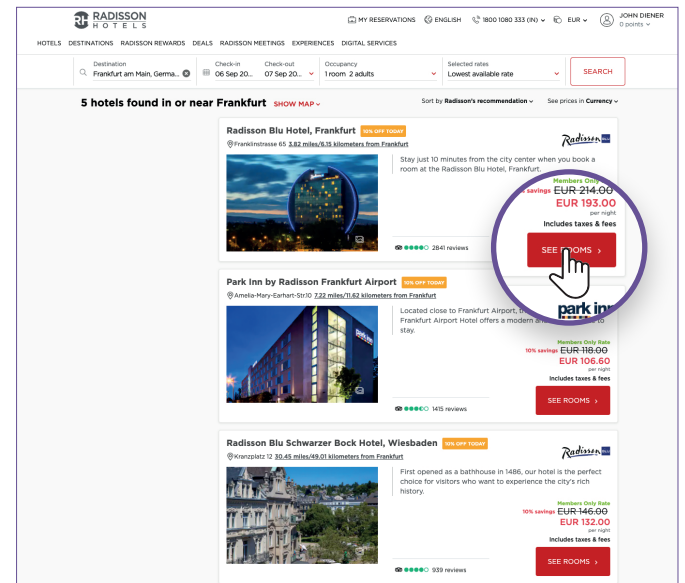 RADISSON
HOTELS
MY RESERVATIONS ENGLISH 1800 1080 333 (IN) EUR JOHN DIENER
0 points
HOTELS DESTINATIONS RADISSON REWARDS DEALS RADISSON MEETINGS EXPERIENCES DIGITAL SERVICES
Destination Check-in Check-out Occupancy Selected rates
Frankfurt am Main, Germa... 06 Sep 20... 07 Sep 20... 1 room 2 adults Lowest available rate SEARCH
5 hotels found in or near Frankfurt SHOW MAP Sort by Radisson's recommendation See prices in Currency
Radisson Blu Hotel, Frankfurt 10% OFF TODAY
Radisson BLU
Franklinstrasse 65 3.82 miles/6.15 kilometers from Frankfurt
Stay just 10 minutes from the city center when you book a
room at the Radisson Blu Hotel, Frankfurt.
Members Only
savings EUR 214.00
EUR 193.00
per night
Includes taxes & fees
SEE ROOMS
2841 reviews
Park Inn by Radisson Frankfurt Airport 10% OFF TODAY
Amelia-Mary-Earhart-Str.10 7.22 miles/11.62 kilometers from Frankfurt
park inn
Located close to Frankfurt Airport,
Frankfurt Airport Hotel offers a modern to
stay.
Members Only Rate
10% savings EUR 118.00
EUR 106.60
per night
Includes taxes & fees
SEE ROOMS
1415 reviews
Radisson Blu Schwarzer Bock Hotel, Wiesbaden 10% OFF TODAY
Radisson BLU
Kranzplatz 12 30.45 miles/49.01 kilometers from Frankfurt
First opened as a bathhouse in 1486, our hotel is the perfect
choice for visitors who want to experience the city's rich
history.
Members Only Rate
10% savings EUR 146.00
EUR 132.00
per night
Includes taxes & fees
SEE ROOMS
939 reviews